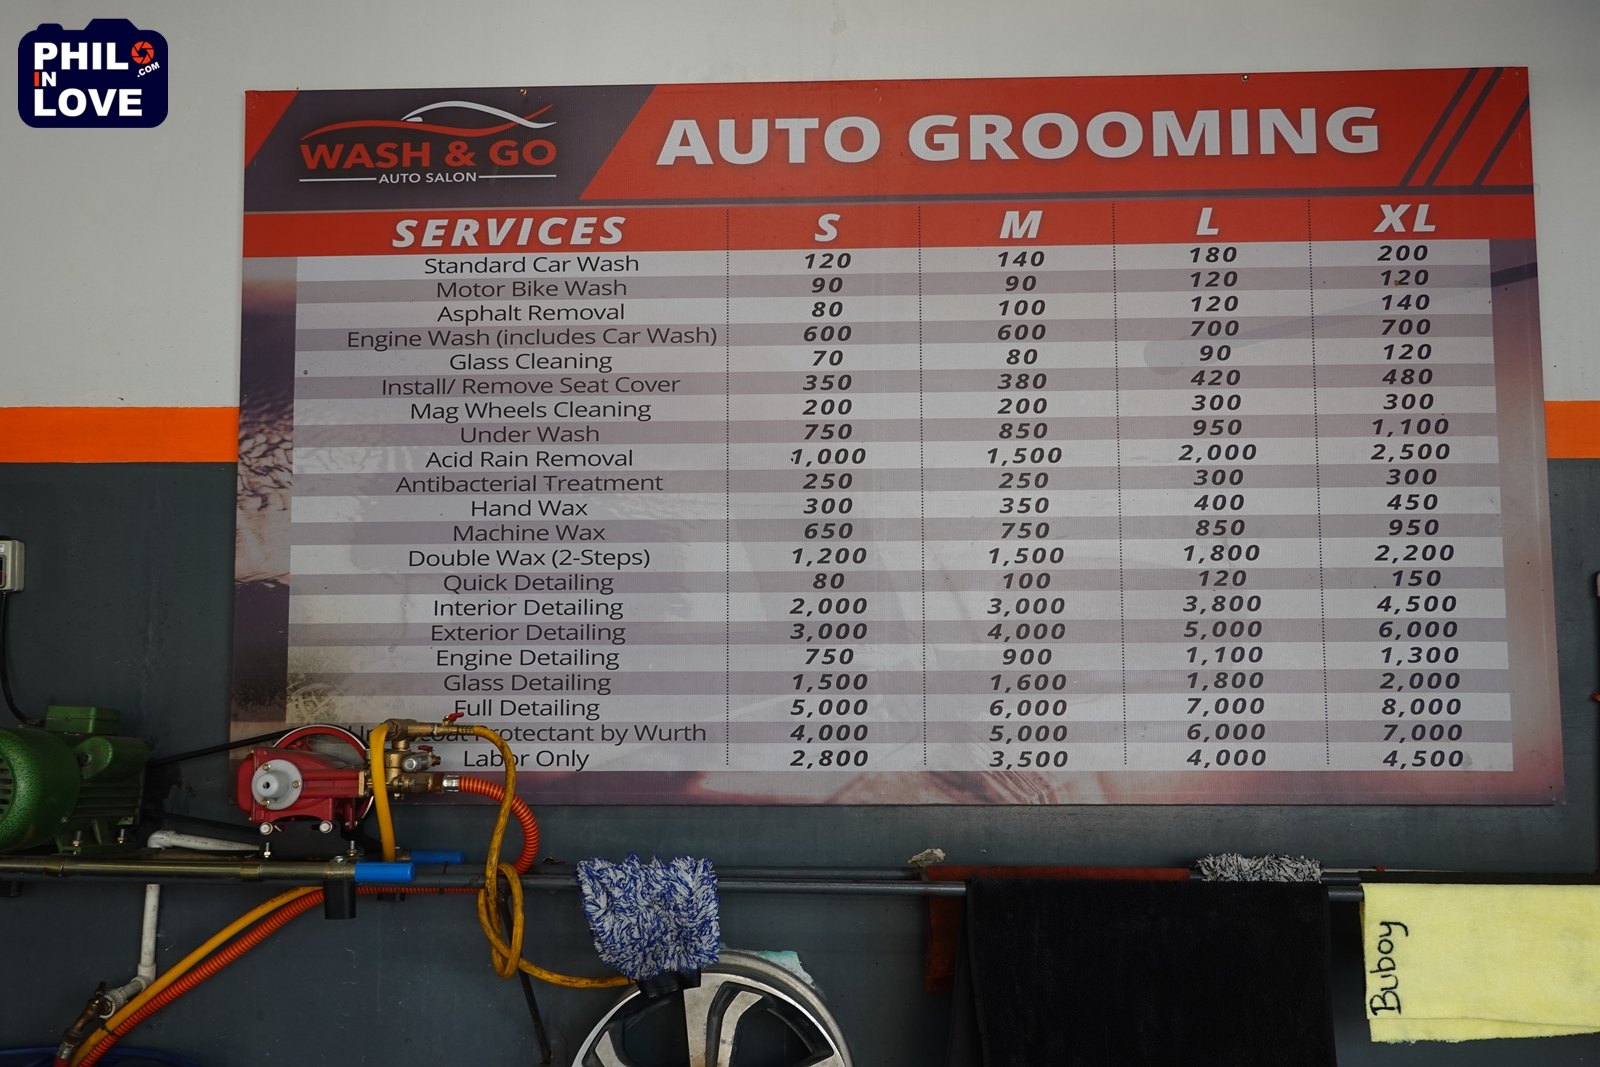 PHIL
IN
.COM
LOVE
WASH & GO
AUTO SALON
AUTO GROOMING
SERVICES S M L XL
Standard Car Wash 120 140 180 200
Motor Bike Wash 90 90 120 120
Asphalt Removal 80 100 120 140
Engine Wash (includes Car Wash) 600 600 700 700
Glass Cleaning 70 80 90 120
Install/ Remove Seat Cover 350 380 420 480
Mag Wheels Cleaning 200 200 300 300
Under Wash 750 850 950 1,100
Acid Rain Removal 1,000 1,500 2,000 2,500
Antibacterial Treatment 250 250 300 300
Hand Wax 300 350 400 450
Machine Wax 650 750 850 950
Double Wax (2-Steps) 1,200 1,500 1,800 2,200
Quick Detailing 80 100 120 150
Interior Detailing 2,000 3,000 3,800 4,500
Exterior Detailing 3,000 4,000 5,000 6,000
Engine Detailing 750 900 1,100 1,300
Glass Detailing 1,500 1,600 1,800 2,000
Full Detailing 5,000 6,000 7,000 8,000
Protectant by Wurth 4,000 5,000 6,000 7,000
Labor Only 2,800 3,500 4,000 4,500
Buboy